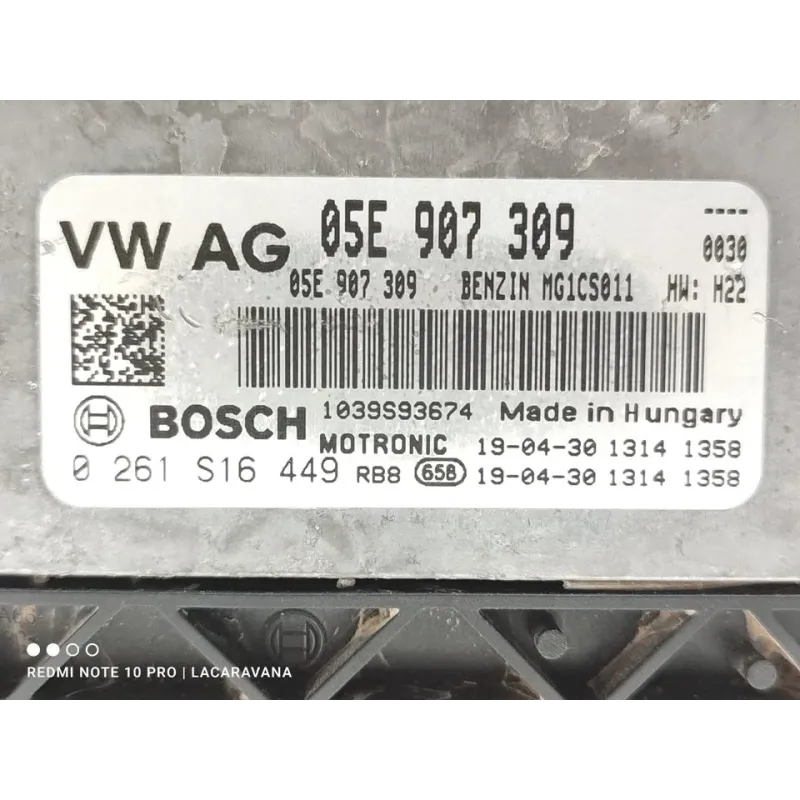 VW AG 05E 907 309 ----
0030
05E 907 309 BENZIN MG1CS011 HW: H22
BOSCH 1039S93674 Made in Hungary
MOTRONIC 19-04-30 1314 1358
0 261 S16 449 RB8 658 19-04-30 1314 1358
REDMI NOTE 10 PRO | LACARAVANA